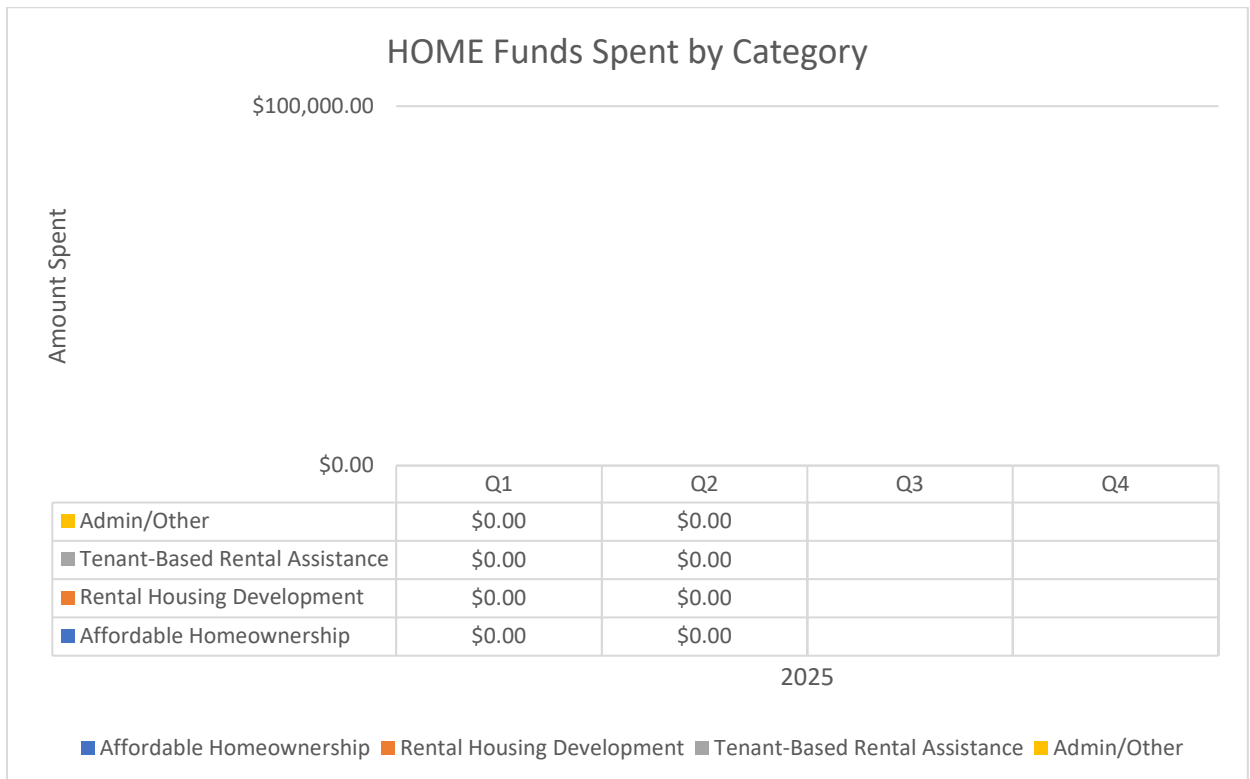 HOME Funds Spent by Category
$100,000.00
Amount Spent
$0.00
Q1 Q2 Q3 Q4
Admin/Other $0.00 $0.00
Tenant-Based Rental Assistance $0.00 $0.00
Rental Housing Development $0.00 $0.00
Affordable Homeownership $0.00 $0.00
2025
Affordable Homeownership Rental Housing Development Tenant-Based Rental Assistance Admin/Other